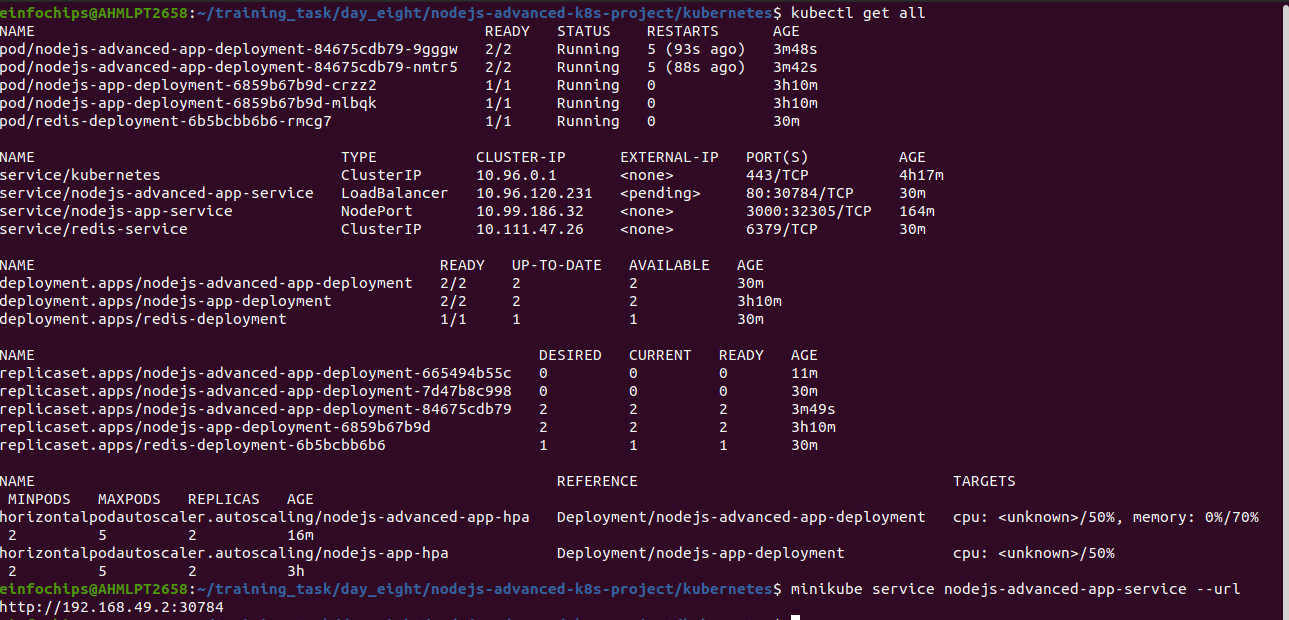 einfochips@AHMLPT2658:~/training_task/day_eight/nodejs-advanced-k8s-project/kubernetes$ kubectl get all
NAME READY STATUS RESTARTS AGE
pod/nodejs-advanced-app-deployment-84675cdb79-9gggw 2/2 Running 5 (93s ago) 3m48s
pod/nodejs-advanced-app-deployment-84675cdb79-nmtr5 2/2 Running 5 (88s ago) 3m42s
pod/nodejs-app-deployment-6859b67b9d-crzz2 1/1 Running 0 3h10m
pod/nodejs-app-deployment-6859b67b9d-mlbqk 1/1 Running 0 3h10m
pod/redis-deployment-6b5bcbb6b6-rmcg7 1/1 Running 0 30m
NAME TYPE CLUSTER-IP EXTERNAL-IP PORT(S) AGE
service/kubernetes ClusterIP 10.96.0.1 <none> 443/TCP 4h17m
service/nodejs-advanced-app-service LoadBalancer 10.96.120.231 <pending> 80:30784/TCP 30m
service/nodejs-app-service NodePort 10.99.186.32 <none> 3000:32305/TCP 164m
service/redis-service ClusterIP 10.111.47.26 <none> 6379/TCP 30m
NAME READY UP-TO-DATE AVAILABLE AGE
deployment.apps/nodejs-advanced-app-deployment 2/2 2 2 30m
deployment.apps/nodejs-app-deployment 2/2 2 2 3h10m
deployment.apps/redis-deployment 1/1 1 1 30m
NAME DESIRED CURRENT READY AGE
replicaset.apps/nodejs-advanced-app-deployment-665494b55c 0 0 0 11m
replicaset.apps/nodejs-advanced-app-deployment-7d47b8c998 0 0 0 30m
replicaset.apps/nodejs-advanced-app-deployment-84675cdb79 2 2 2 3m49s
replicaset.apps/nodejs-app-deployment-6859b67b9d 2 2 2 3h10m
replicaset.apps/redis-deployment-6b5bcbb6b6 1 1 1 30m
NAME REFERENCE TARGETS
MINPODS MAXPODS REPLICAS AGE
horizontalpodautoscaler.autoscaling/nodejs-advanced-app-hpa Deployment/nodejs-advanced-app-deployment cpu: <unknown>/50%, memory: 0%/70%
2 5 2 16m
horizontalpodautoscaler.autoscaling/nodejs-app-hpa Deployment/nodejs-app-deployment cpu: <unknown>/50%
2 5 2 3h
einfochips@AHMLPT2658:~/training_task/day_eight/nodejs-advanced-k8s-project/kubernetes$ minikube service nodejs-advanced-app-service --url
http://192.168.49.2:30784